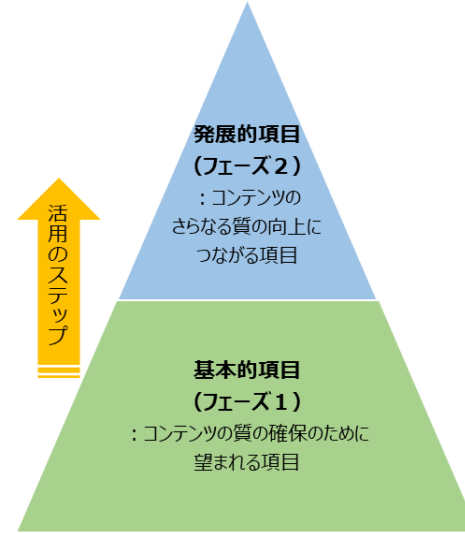 発展的項目
(フェーズ２)
：コンテンツの
さらなる質の向上に
つながる項目
活用のステップ
基本的項目
(フェーズ１)
：コンテンツの質の確保のために
望まれる項目